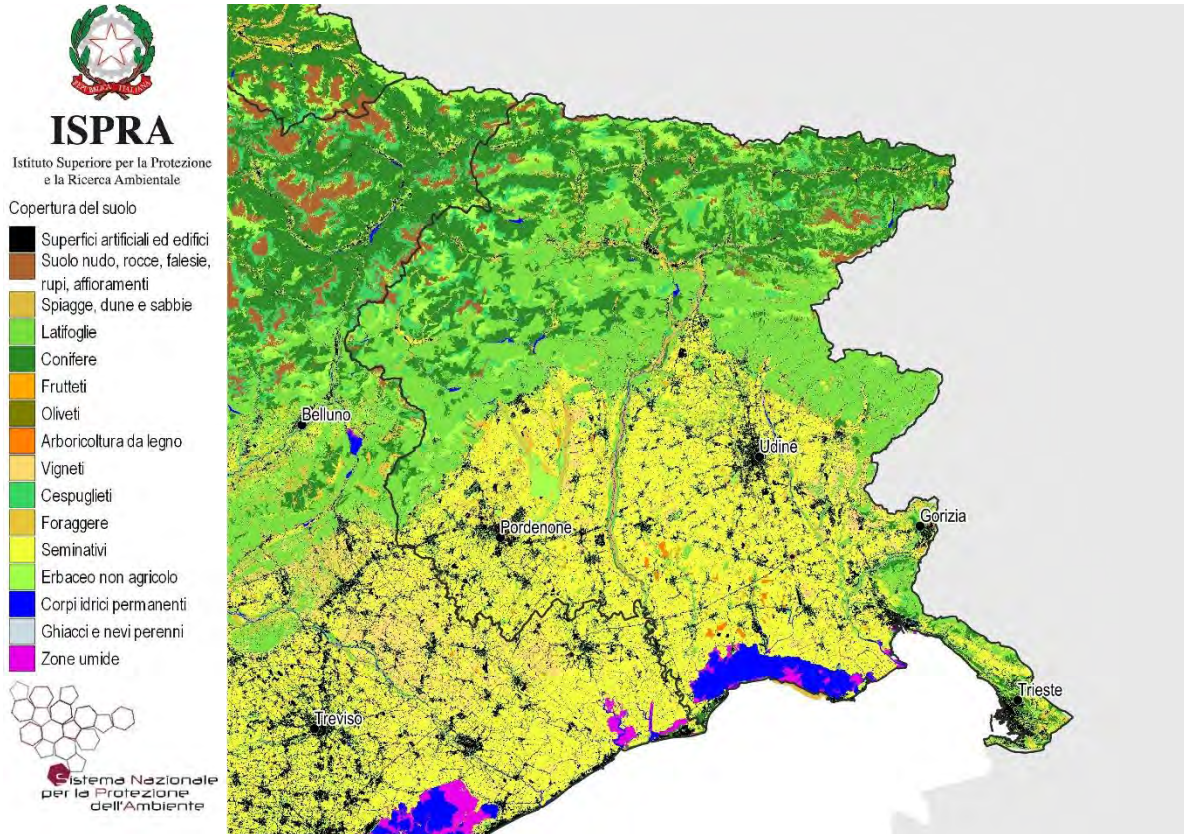 REPVBBLICA ITALIANA
ISPRA
Istituto Superiore per la Protezione
e la Ricerca Ambientale
Copertura del suolo
Superfici artificiali ed edifici
Suolo nudo, rocce, falesie,
rupi, affioramenti
Spiagge, dune e sabbie
Latifoglie
Conifere
Frutteti
Oliveti
Arboricoltura da legno
Vigneti
Cespuglieti
Foraggere
Seminativi
Erbaceo non agricolo
Corpi idrici permanenti
Ghiacci e nevi perenni
Zone umide
Sistema Nazionale
per la Protezione
dell'Ambiente
Belluno
Udine
Pordenone
Gorizia
Treviso
Trieste